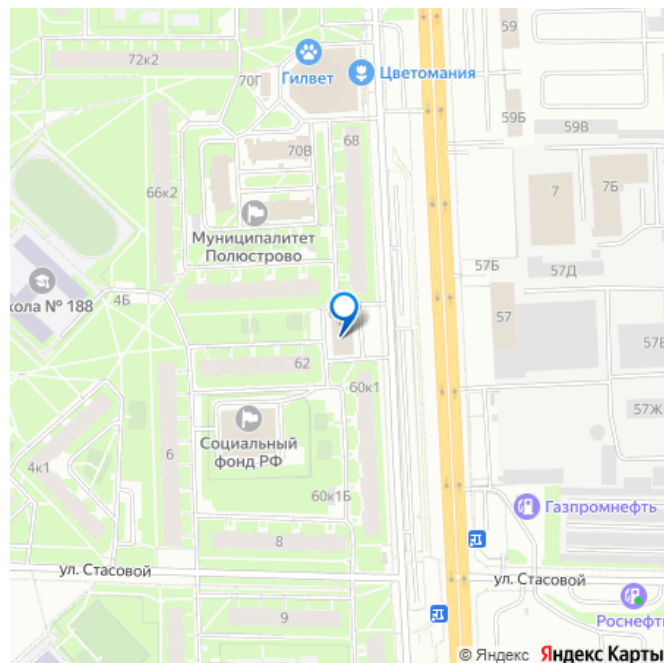 59
72к2
Гилвет
70Г
Цветомания
59Б
59В
68
70В
66к2
7
7Б
Муниципалитет
Полюстрово
57Б
57Д
кола № 188
4Б
57
62
60к1
57Ж
Социальный
фонд РФ
4к1
6
60к1Б
Газпромнефть
8
ул. Стасовой
ул. Стасовой
9
Роснефть
© Яндекс Яндекс Карты